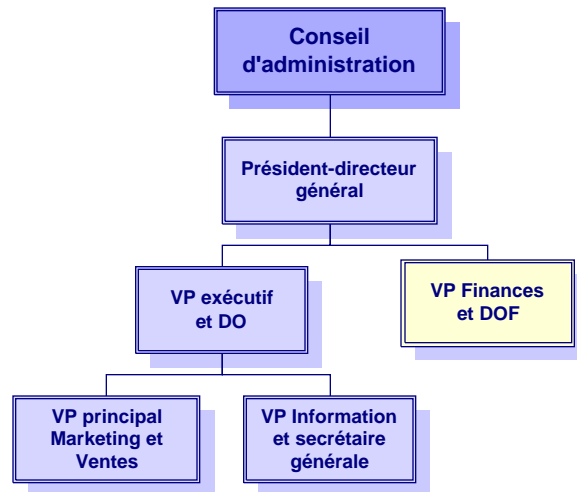 Conseil
d'administration
Président-directeur
général
VP exécutif
et DO
VP Finances
et DOF
VP principal
Marketing et
Ventes
VP Information
et secrétaire
générale